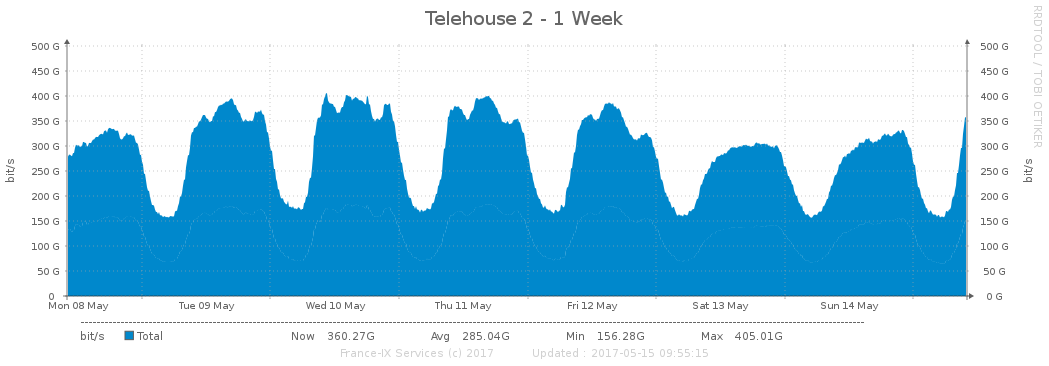 Telehouse 2 - 1 Week
RRDTOOL / TOBI OETIKER
500 G 500 G
450 G 450 G
400 G 400 G
350 G 350 G
300 G 300 G
250 G 250 G
200 G 200 G
150 G 150 G
100 G 100 G
50 G 50 G
0 0 G
bit/s bit/s
Mon 08 May Tue 09 May Wed 10 May Thu 11 May Fri 12 May Sat 13 May Sun 14 May
bit/s Total Now 360.27G Avg 285.04G Min 156.28G Max 405.01G
France-IX Services (c) 2017 Updated : 2017-05-15 09:55:15